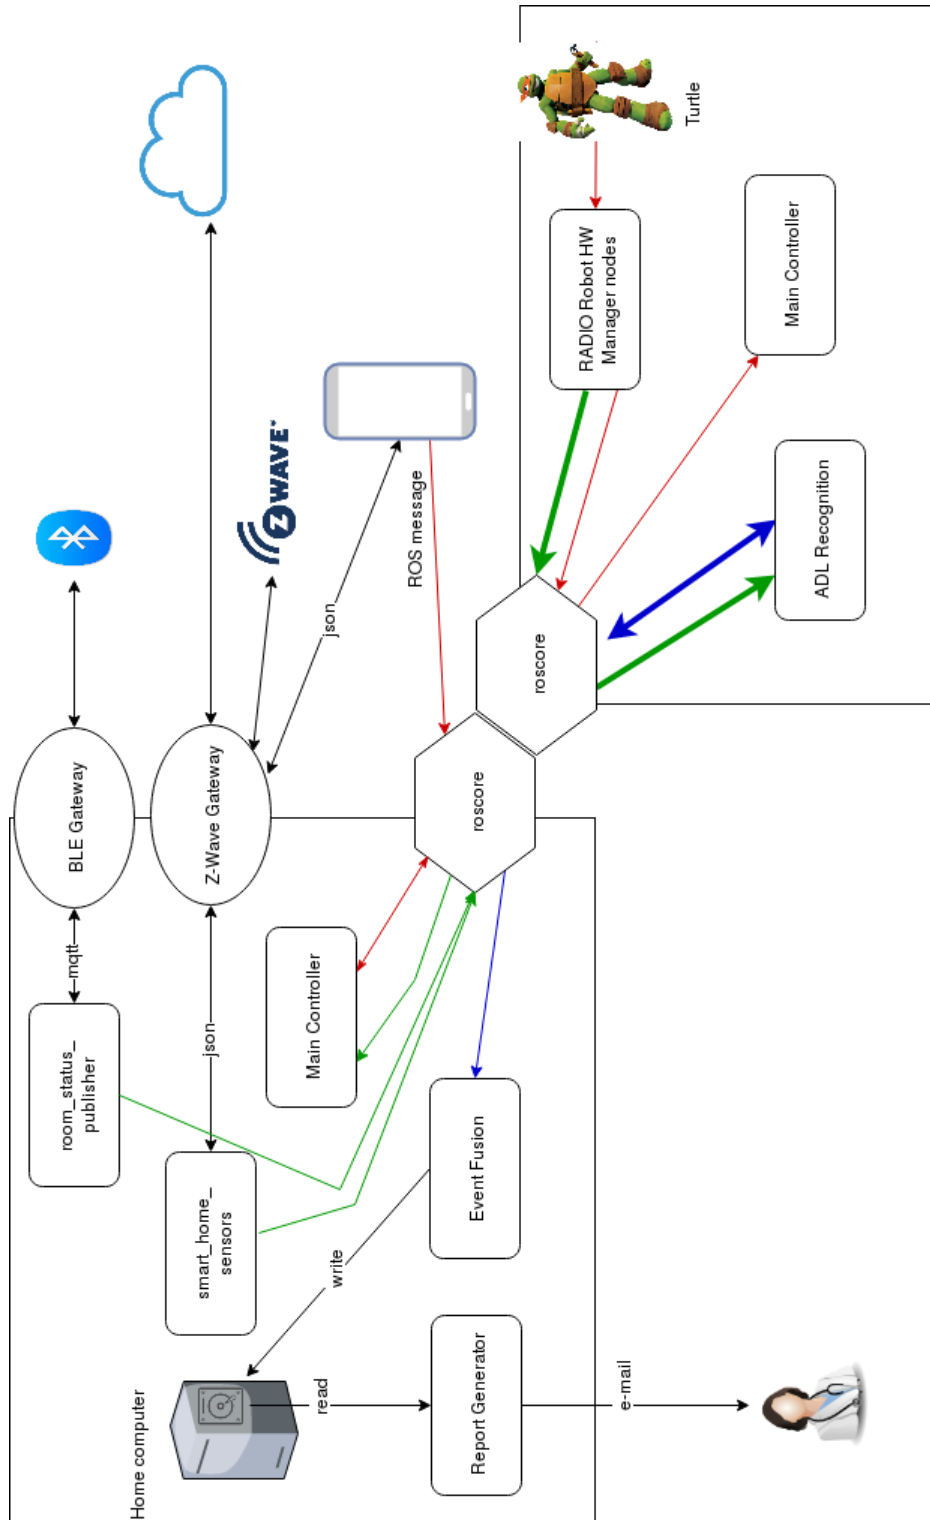 room_status_
publisher
mqtt
BLE Gateway
Home computer
smart_home_
sensors
json
Z-Wave Gateway
Z WAVE™
read
write
Main Controller
json
ROS message
Report Generator
Event Fusion
roscore
roscore
RADIO Robot HW
Manager nodes
e-mail
Turtle
Main Controller
ADL Recognition